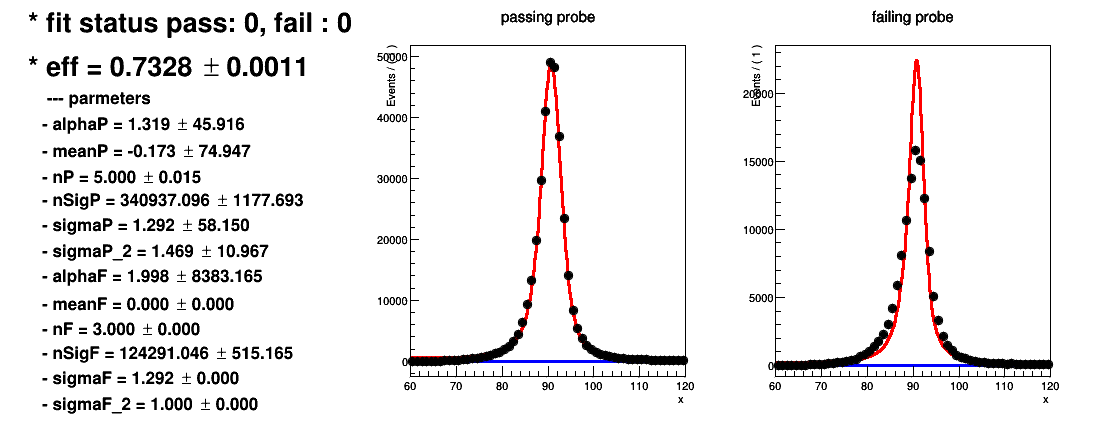 * fit status pass: 0, fail : 0
* eff = 0.7328 ± 0.0011
--- parmeters
- alphaP = 1.319 ± 45.916
- meanP = -0.173 ± 74.947
- nP = 5.000 ± 0.015
- nSigP = 340937.096 ± 1177.693
- sigmaP = 1.292 ± 58.150
- sigmaP_2 = 1.469 ± 10.967
- alphaF = 1.998 ± 8383.165
- meanF = 0.000 ± 0.000
- nF = 3.000 ± 0.000
- nSigF = 124291.046 ± 515.165
- sigmaF = 1.292 ± 0.000
- sigmaF_2 = 1.000 ± 0.000
passing probe
Events / ( 1 )
50000
40000
30000
20000
10000
0
60 70 80 90 100 110 120
x
failing probe
Events / ( 1 )
20000
15000
10000
5000
0
60 70 80 90 100 110 120
x